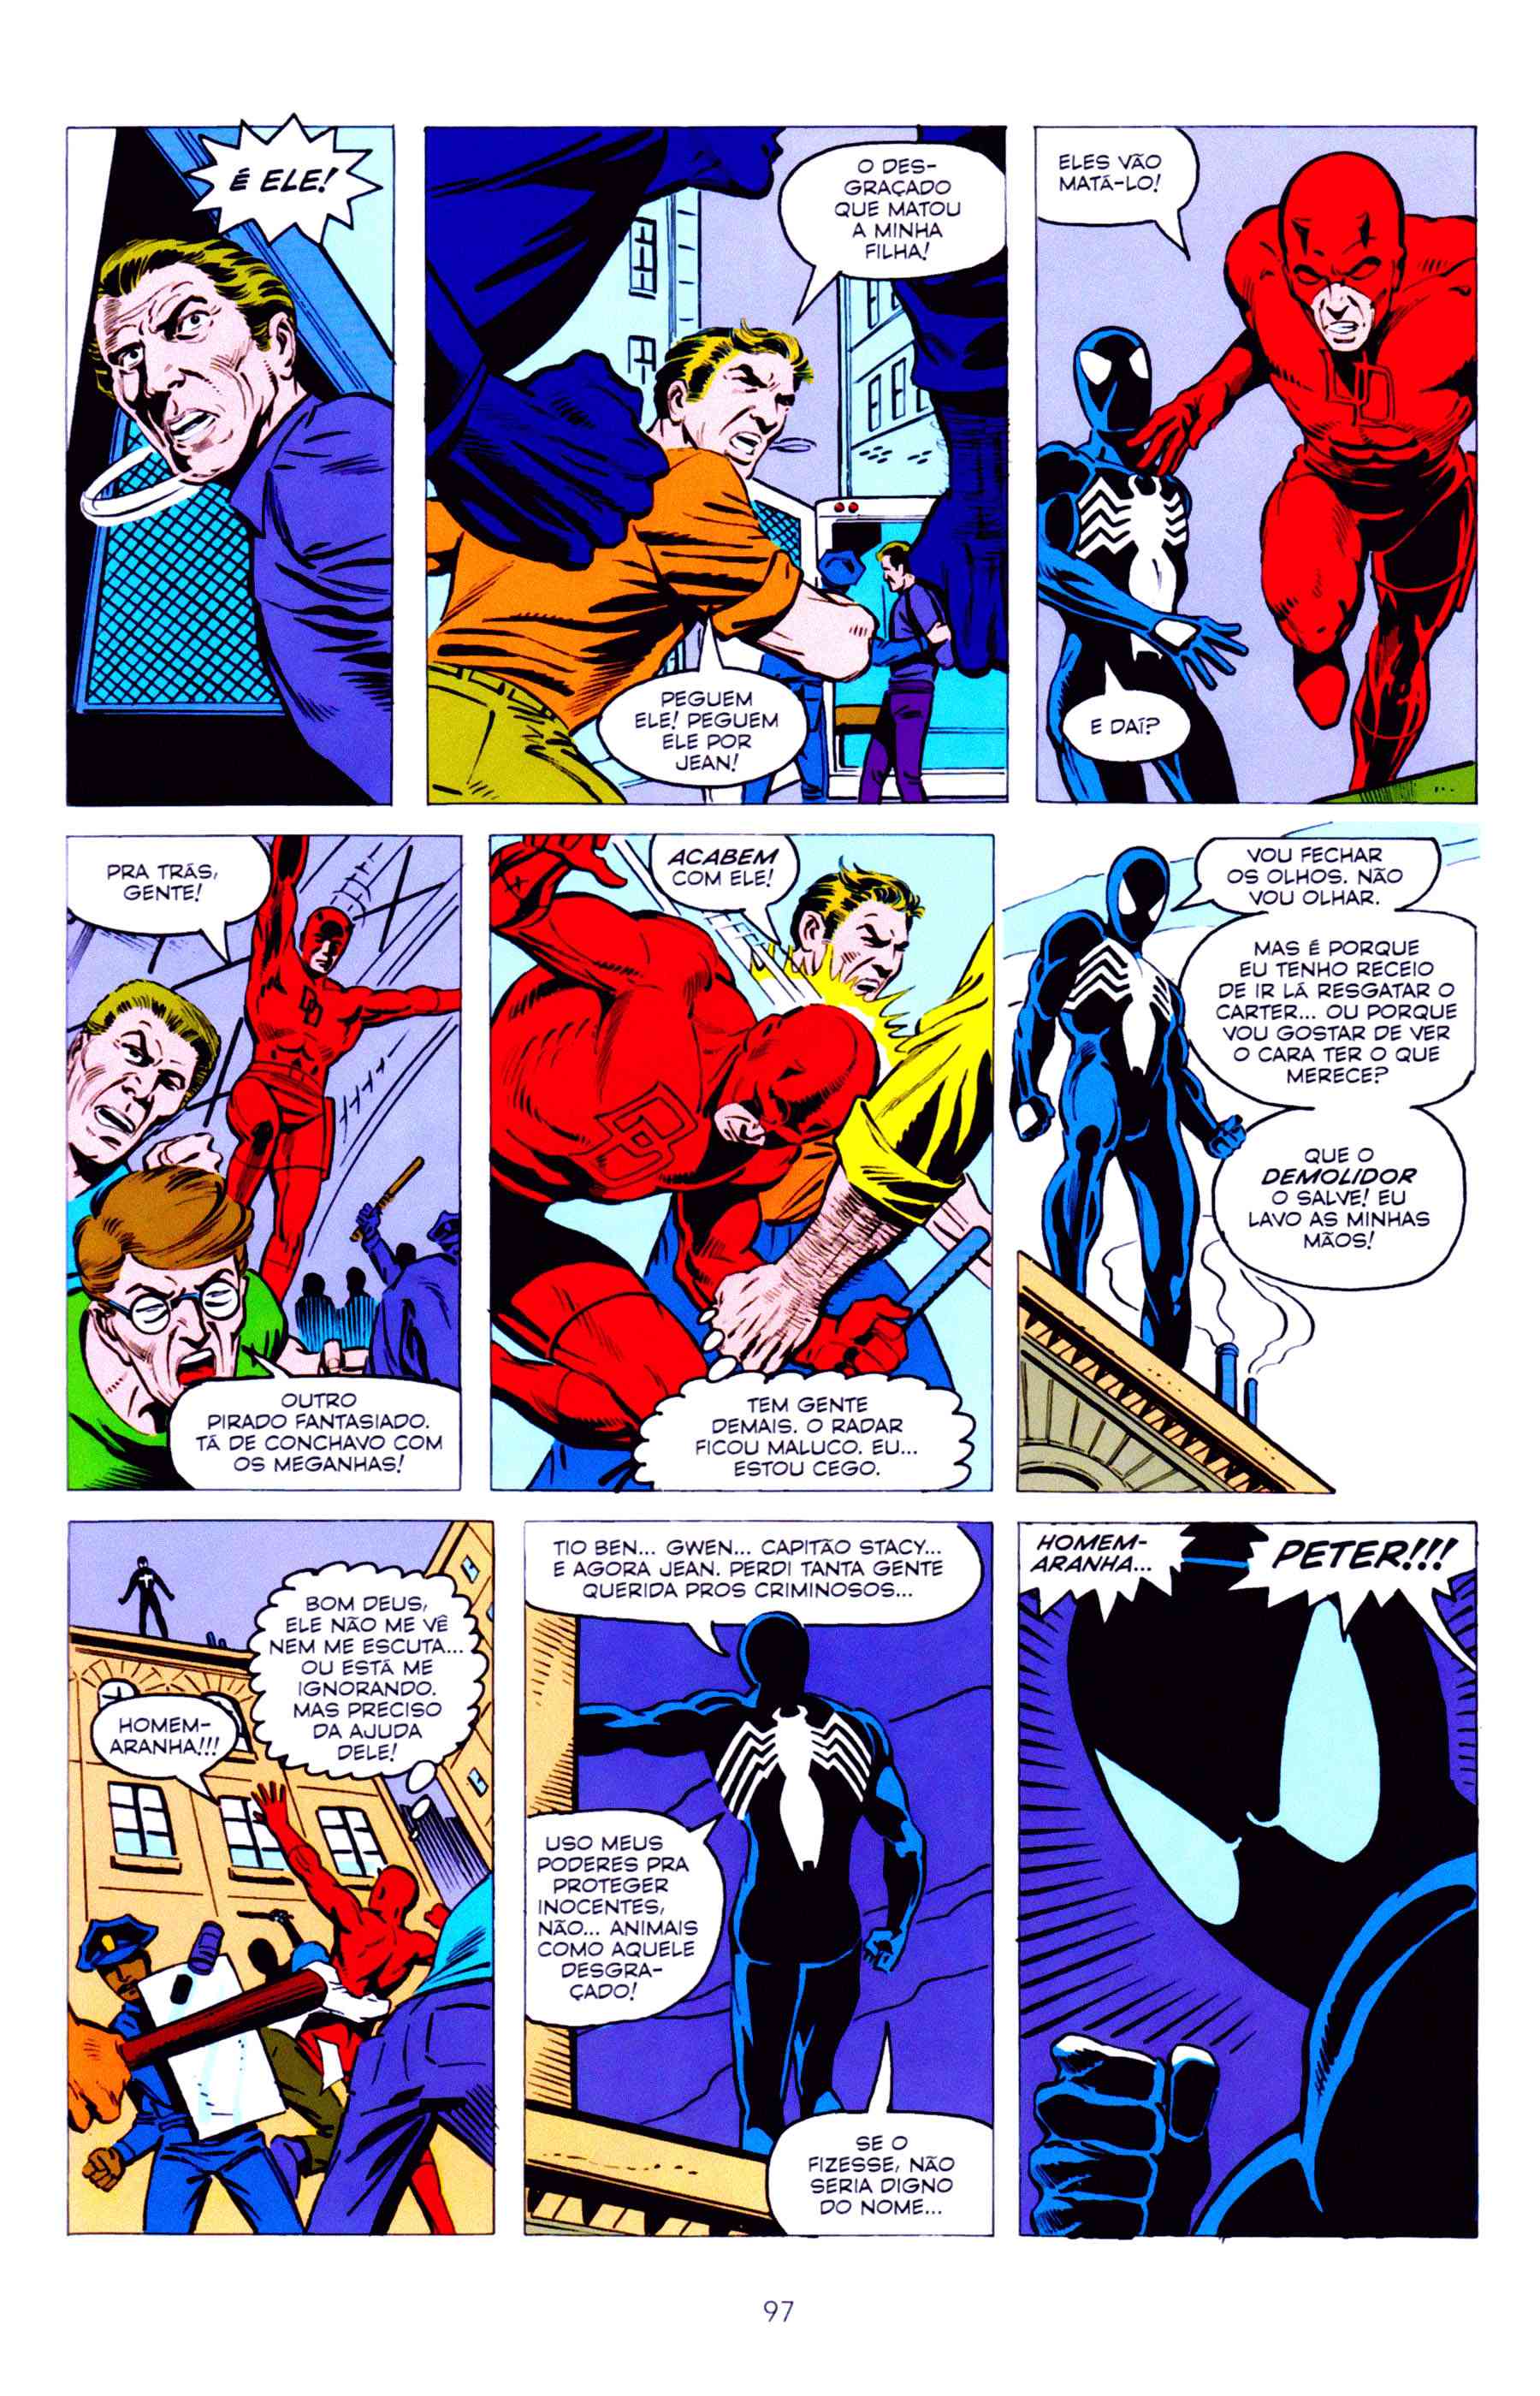 É ELE!
O DES-
GRAÇADO
QUE MATOU
A MINHA
FILHA!
PEGUEM
ELE! PEGUEM
ELE POR
JEAN!
ELES VÃO
MATÁ-LO!
E DAÍ?
PRA TRÁS,
GENTE!
OUTRO
PIRADO FANTASIADO.
TÁ DE CONCHAVO COM
OS MEGANHAS!
ACABEM
COM ELE!
TEM GENTE
DEMAIS. O RADAR
FICOU MALUCO. EU...
ESTOU CEGO.
VOU FECHAR
OS OLHOS. NÃO
VOU OLHAR.
MAS É PORQUE
EU TENHO RECEIO
DE IR LÁ RESGATAR O
CARTER... OU PORQUE
VOU GOSTAR DE VER
O CARA TER O QUE
MERECE?
QUE O
DEMOLIDOR
O SALVE! EU
LAVO AS MINHAS
MÃOS!
BOM DEUS,
ELE NÃO ME VÊ
NEM ME ESCUTA...
OU ESTÁ ME
IGNORANDO.
MAS PRECISO
DA AJUDA
DELE!
HOMEM-
ARANHA!!!
TIO BEN... GWEN... CAPITÃO STACY...
E AGORA JEAN. PERDI TANTA GENTE
QUERIDA PROS CRIMINOSOS...
USO MEUS
PODERES PRA
PROTEGER
INOCENTES,
NÃO... ANIMAIS
COMO AQUELE
DESGRA-
ÇADO!
SE O
FIZESSE, NÃO
SERIA DIGNO
DO NOME...
HOMEM-
ARANHA...
PETER!!!
97